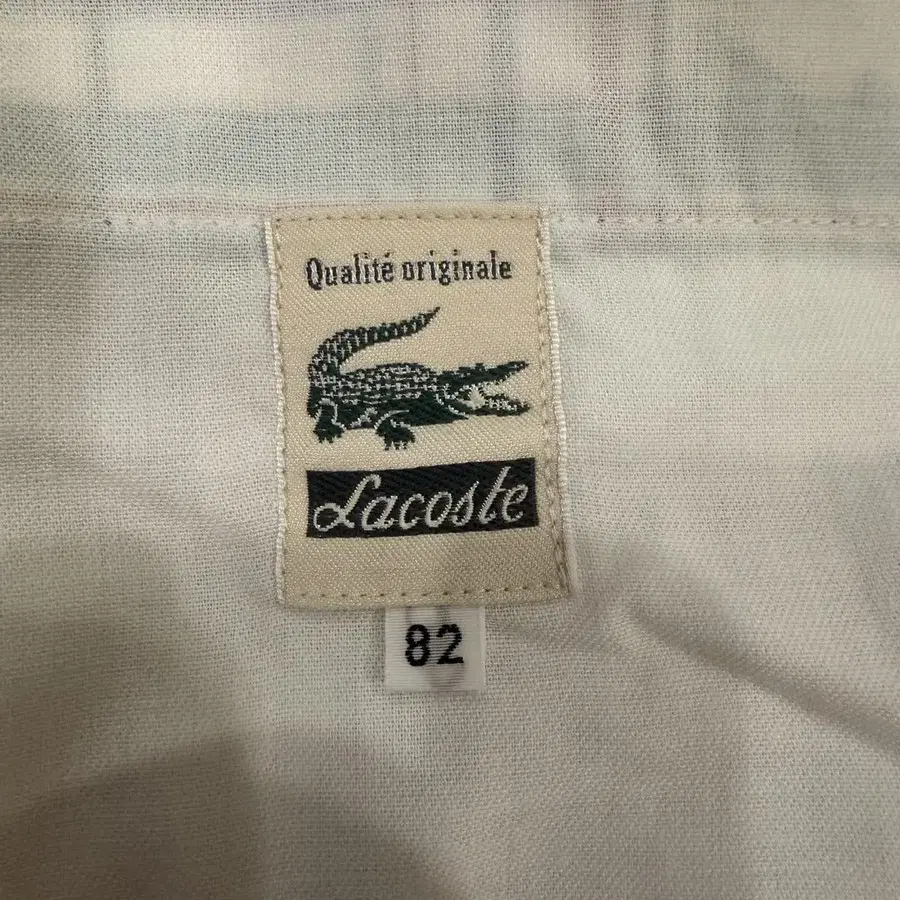 Qualité originale
Lacoste
82